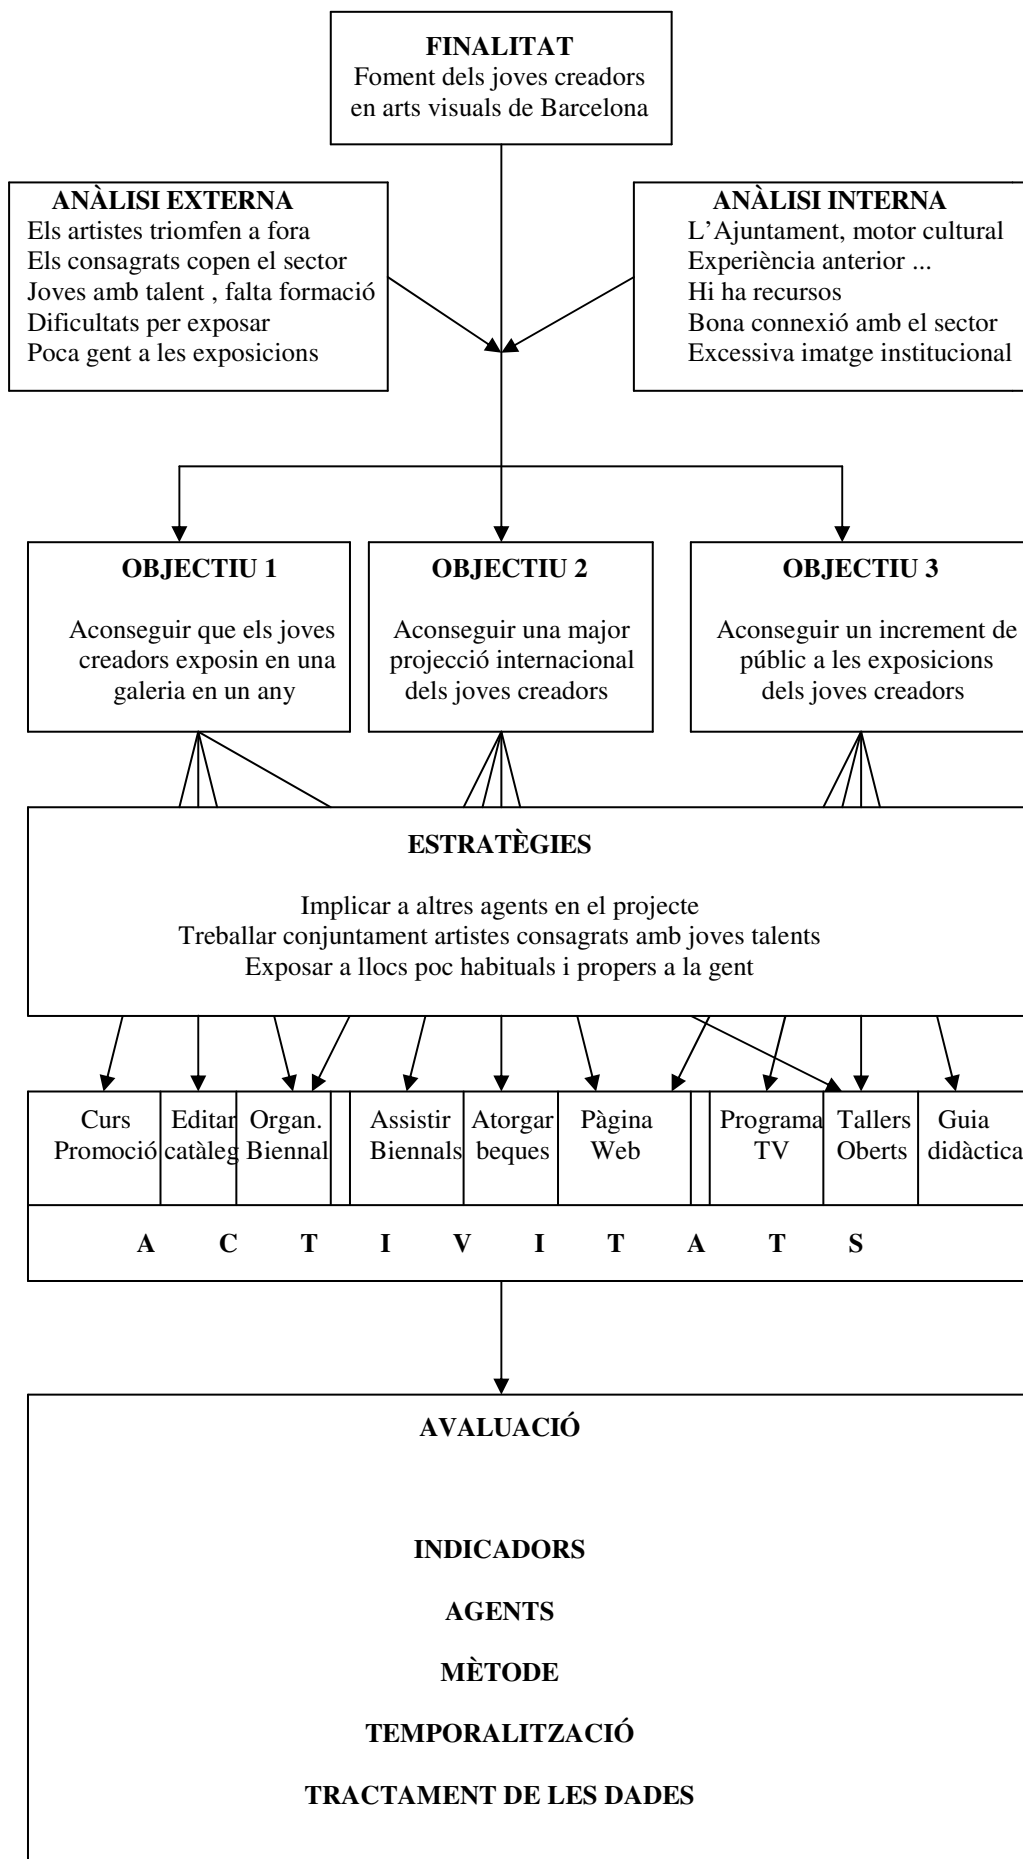 FINALITAT
Foment dels joves creadors
en arts visuals de Barcelona
ANÀLISI EXTERNA
Els artistes triomfen a fora
Els consagrats copen el sector
Joves amb talent , falta formació
Dificultats per exposar
Poca gent a les exposicions
ANÀLISI INTERNA
L’Ajuntament, motor cultural
Experiència anterior ...
Hi ha recursos
Bona connexió amb el sector
Excessiva imatge institucional
OBJECTIU 1
Aconseguir que els joves
creadors exposin en una
galeria en un any
OBJECTIU 2
Aconseguir una major
projecció internacional
dels joves creadors
OBJECTIU 3
Aconseguir un increment de
públic a les exposicions
dels joves creadors
ESTRATÈGIES
Implicar a altres agents en el projecte
Treballar conjuntament artistes consagrats amb joves talents
Exposar a llocs poc habituals i propers a la gent
Curs
Promoció
Editar
catàleg
Organ.
Biennal
Assistir
Biennals
Atorgar
beques
Pàgina
Web
Programa
TV
Tallers
Oberts
Guia
didàctica
A C T I V I T A T S
AVALUACIÓ
INDICADORS
AGENTS
MÈTODE
TEMPORALITZACIÓ
TRACTAMENT DE LES DADES